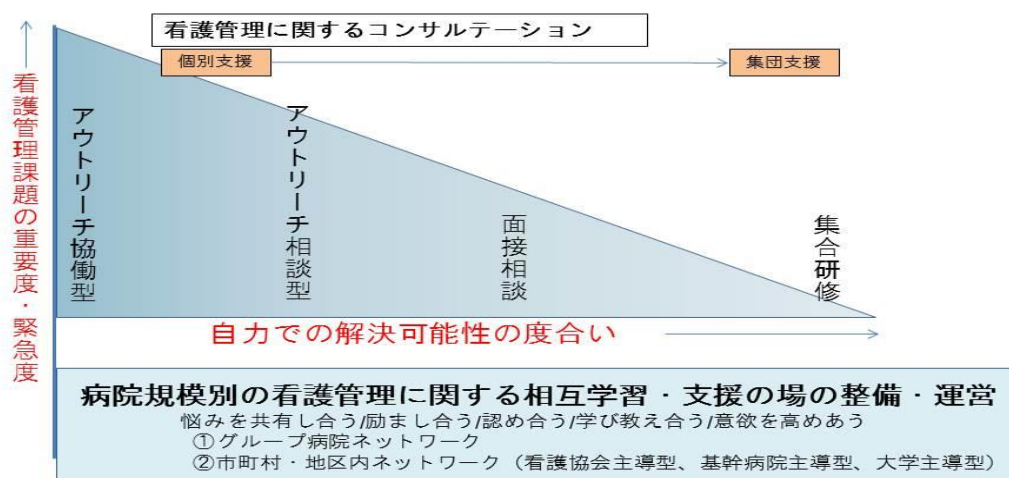 看護管理に関するコンサルテーション
個別支援
集団支援
看護管理課題の重要度・緊急度
アウトリーチ協働型
アウトリーチ相談型
面接相談
集合研修
自力での解決可能性の度合い
病院規模別の看護管理に関する相互学習・支援の場の整備・運営
悩みを共有し合う/励まし合う/認め合う/学び教え合う/意欲を高めあう
①グループ病院ネットワーク
②市町村・地区内ネットワーク（看護協会主導型、基幹病院主導型、大学主導型）